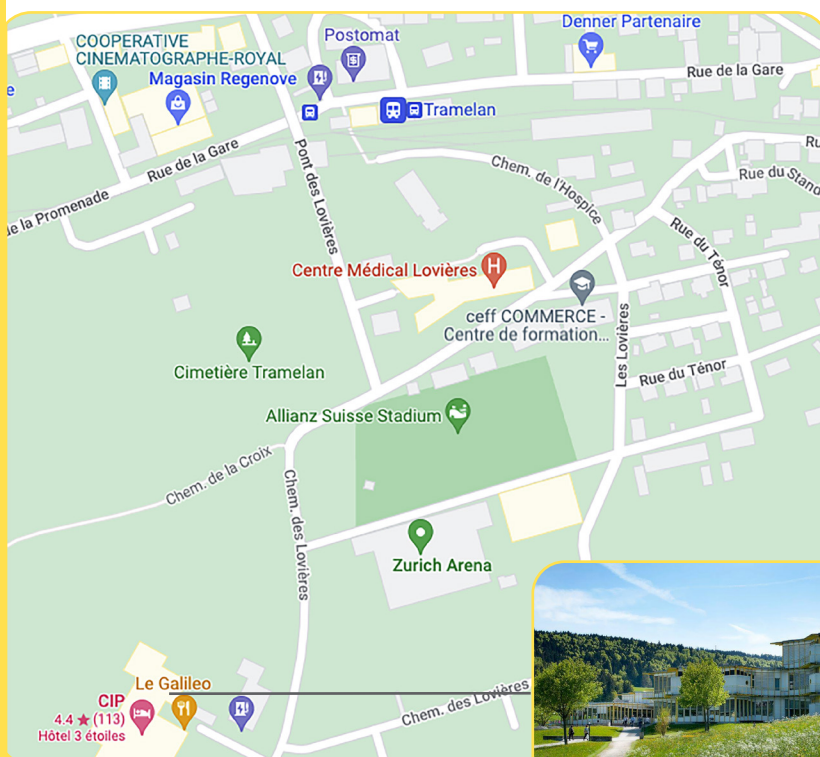 Denner Partenaire
Postomat
COOPERATIVE
CINEMATOGRAPHE-ROYAL
Magasin Regenove
Rue de la Gare
e
Tramelan
Rue de la Gare
Chem. de l'Hospice
Rue du Stand
Pont des Lovières
Rue du Ténor
Centre Médical Lovières
H
ceff COMMERCE -
Centre de formation...
Les Lovières
Rue du Ténor
Cimetière Tramelan
Allianz Suisse Stadium
Chem. de la Croix
Chem. des Lovières
Zurich Arena
Le Galileo
CIP
4.4 ★ (113)
Hôtel 3 étoiles
Chem. des Lovières